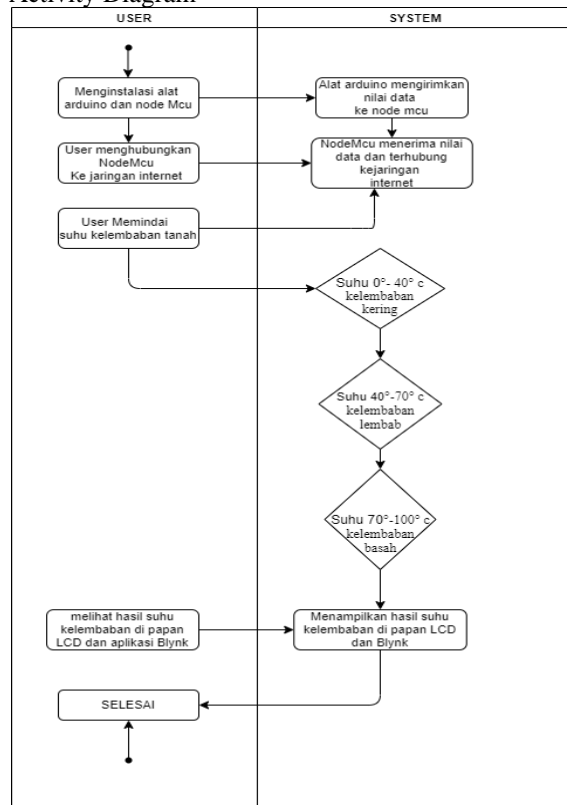 Activity Diagram
USER
SYSTEM
Menginstalasi alat
arduino dan node Mcu
Alat arduino mengirimkan
nilai data
ke node mcu
User menghubungkan
NodeMcu
Ke jaringan internet
NodeMcu menerima nilai
data dan terhubung
kejaringan
internet
User Memindai
suhu kelembaban tanah
Suhu 0°- 40° c
kelembaban
kering
Suhu 40°-70° c
kelembaban
lembab
Suhu 70°-100° c
kelembaban
basah
melihat hasil suhu
kelembaban di papan
LCD dan aplikasi Blynk
Menampilkan hasil suhu
kelembaban di papan LCD
dan Blynk
SELESAI